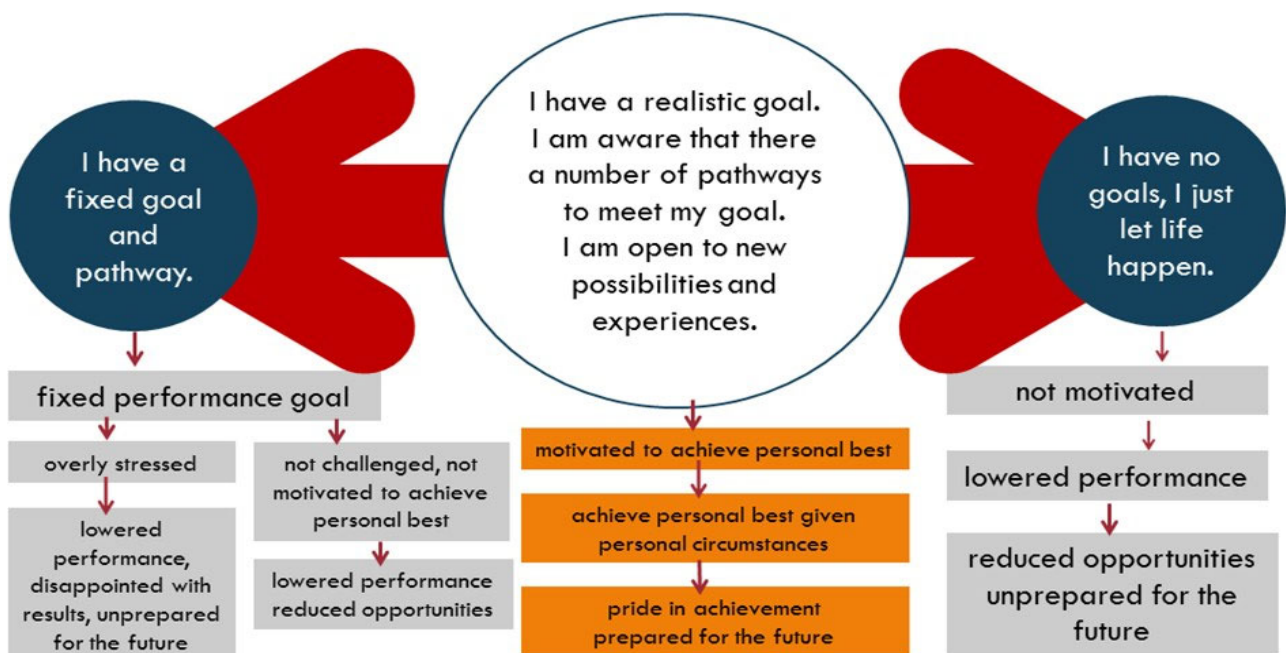 I have a
fixed goal
and
pathway.
fixed performance goal
overly stressed
lowered
performance,
disappointed with
results, unprepared
for the future
not challenged, not
motivated to achieve
personal best
lowered performance
reduced opportunities
I have a realistic goal.
I am aware that there
a number of pathways
to meet my goal.
I am open to new
possibilities and
experiences.
motivated to achieve personal best
achieve personal best given
personal circumstances
pride in achievement
prepared for the future
I have no
goals, I just
let life
happen.
not motivated
lowered performance
reduced opportunities
unprepared for the
future